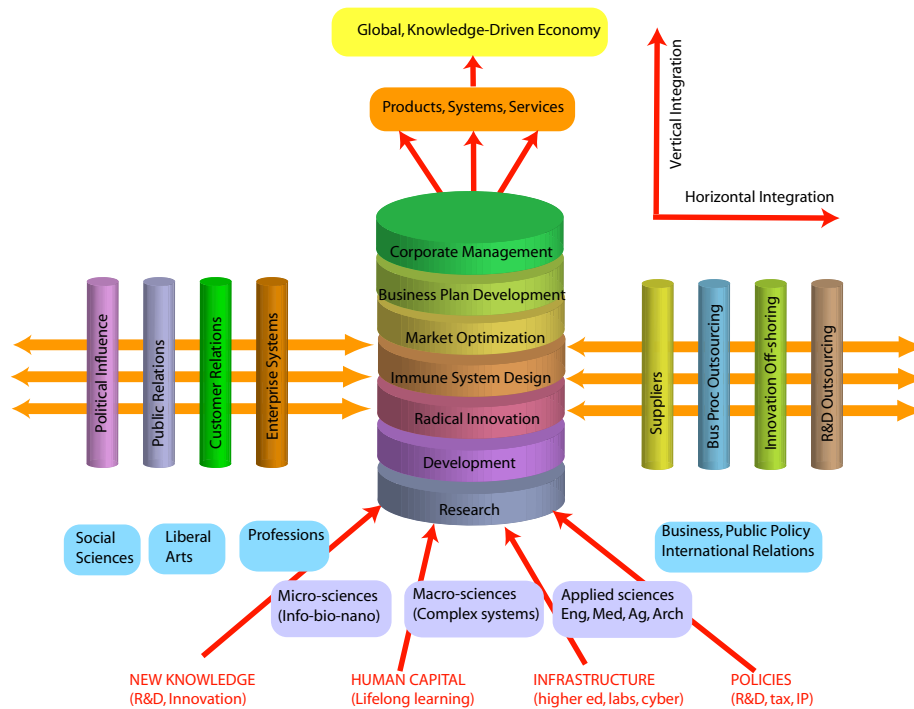 Global, Knowledge-Driven Economy
Products, Systems, Services
Vertical Integration
Horizontal Integration
Corporate Management
Business Plan Development
Market Optimization
Immune System Design
Radical Innovation
Development
Research
Political Influence
Public Relations
Customer Relations
Enterprise Systems
Suppliers
Bus Proc Outsourcing
Innovation Off-shoring
R&D Outsourcing
Social
Sciences
Liberal
Arts
Professions
Business, Public Policy
International Relations
Micro-sciences
(Info-bio-nano)
Macro-sciences
(Complex systems)
Applied sciences
Eng, Med, Ag, Arch
NEW KNOWLEDGE
(R&D, Innovation)
HUMAN CAPITAL
(Lifelong learning)
INFRASTRUCTURE
(higher ed, labs, cyber)
POLICIES
(R&D, tax, IP)